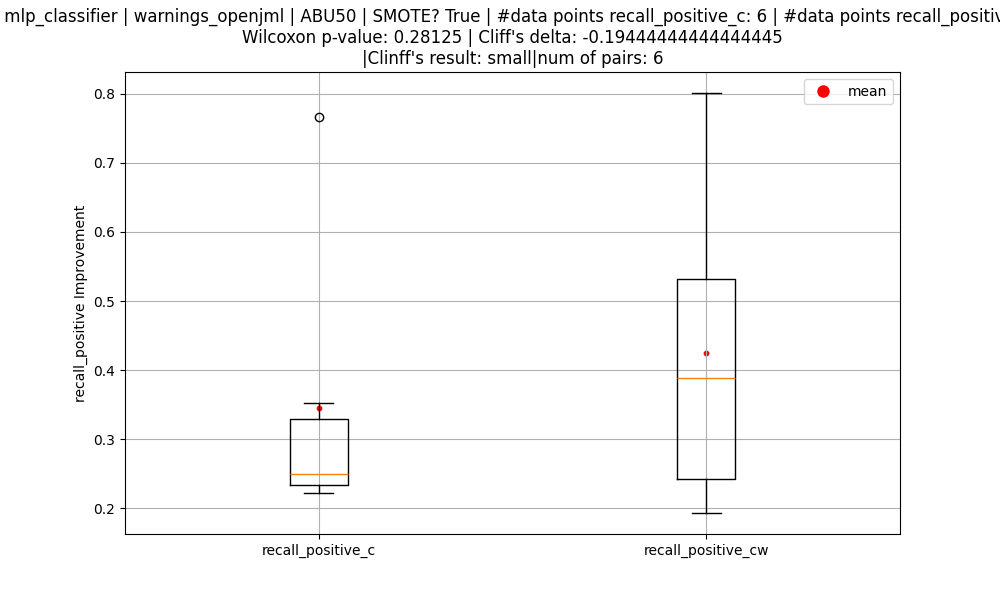 mlp_classifier | warnings_openjml | ABU50 | SMOTE? True | #data points recall_positive_c: 6 | #data points
Wilcoxon p-value: 0.28125 | Cliff's delta: -0.19444444444444445
|Clinff's result: small|num of pairs: 6
mean
0.8
0.7
0.6
0.5
0.4
0.3
0.2
recall_positive Improvement
recall_positive_c
recall_positive_cw